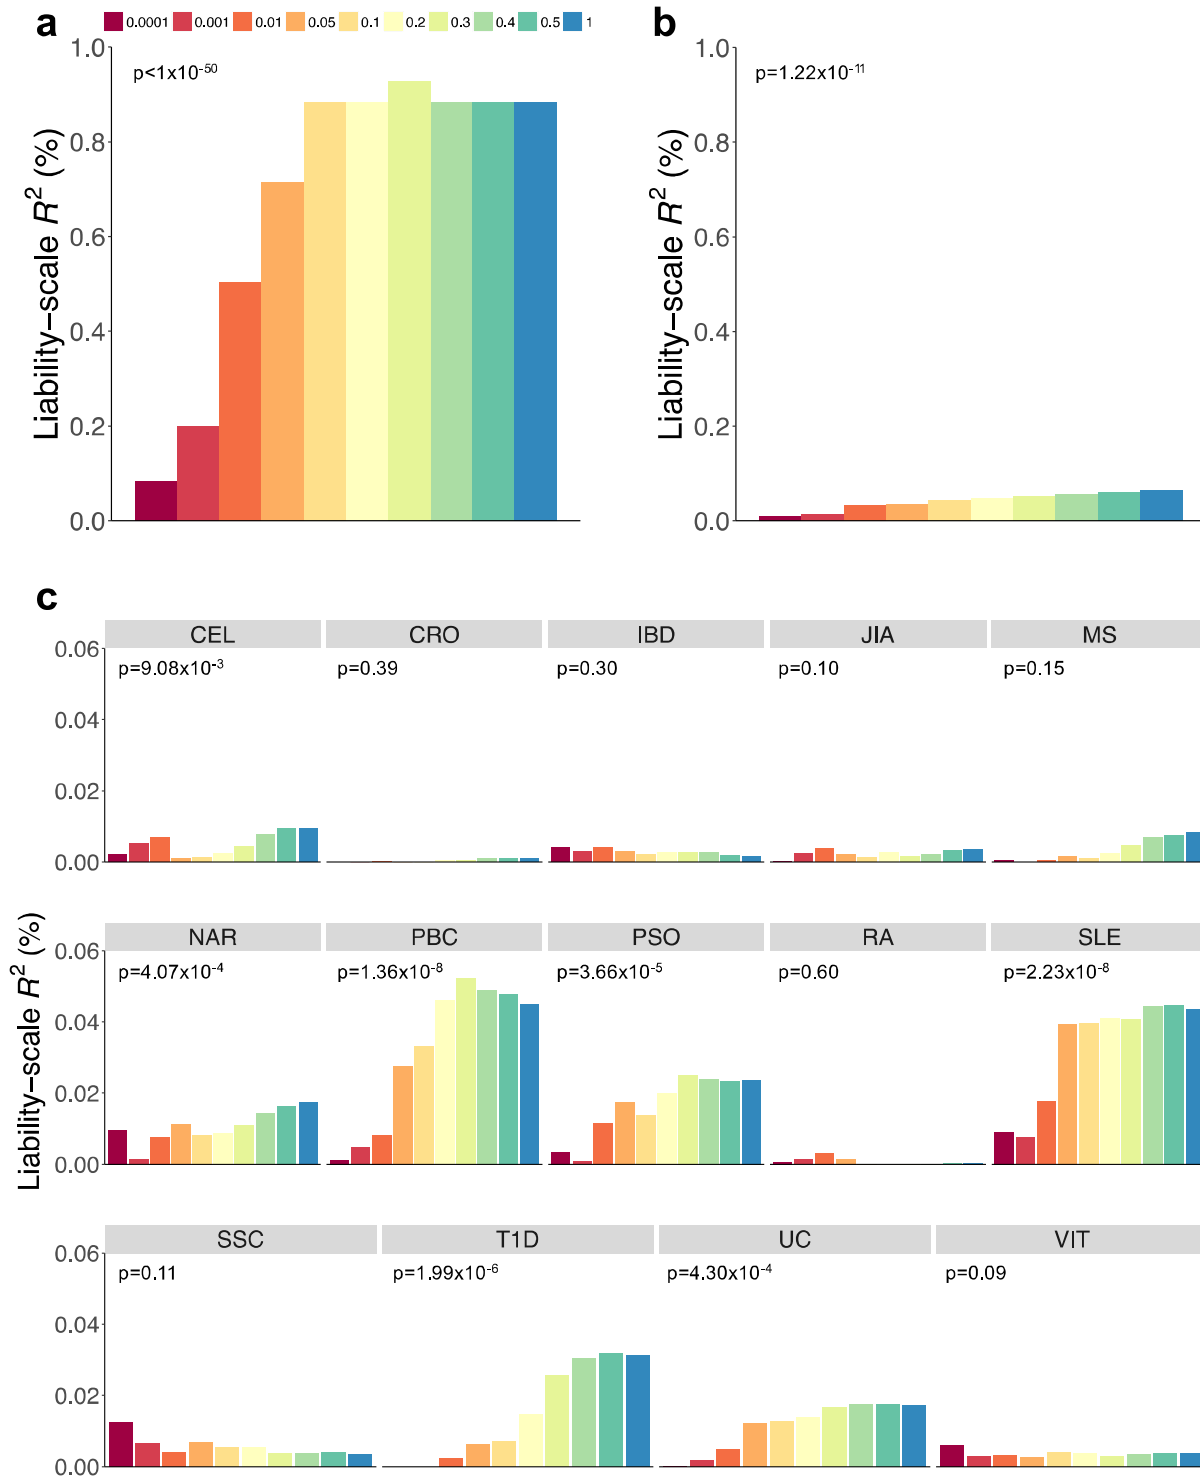 a 0.0001 0.001 0.01 0.05 0.1 0.2 0.3 0.4 0.5 1
b
1.0
0.8
0.6
0.4
0.2
0.0
Liability−scale R² (%)
p<1x10⁻⁵⁰
1.0
0.8
0.6
0.4
0.2
0.0
Liability−scale R² (%)
p=1.22x10⁻¹¹
c
Liability−scale R² (%)
CEL CRO IBD JIA MS
0.06
0.04
0.02
0.00
p=9.08x10⁻³ p=0.39 p=0.30 p=0.10 p=0.15
NAR PBC PSO RA SLE
0.06
0.04
0.02
0.00
p=4.07x10⁻⁴ p=1.36x10⁻⁸ p=3.66x10⁻⁵ p=0.60 p=2.23x10⁻⁸
SSC T1D UC VIT
0.06
0.04
0.02
0.00
p=0.11 p=1.99x10⁻⁶ p=4.30x10⁻⁴ p=0.09